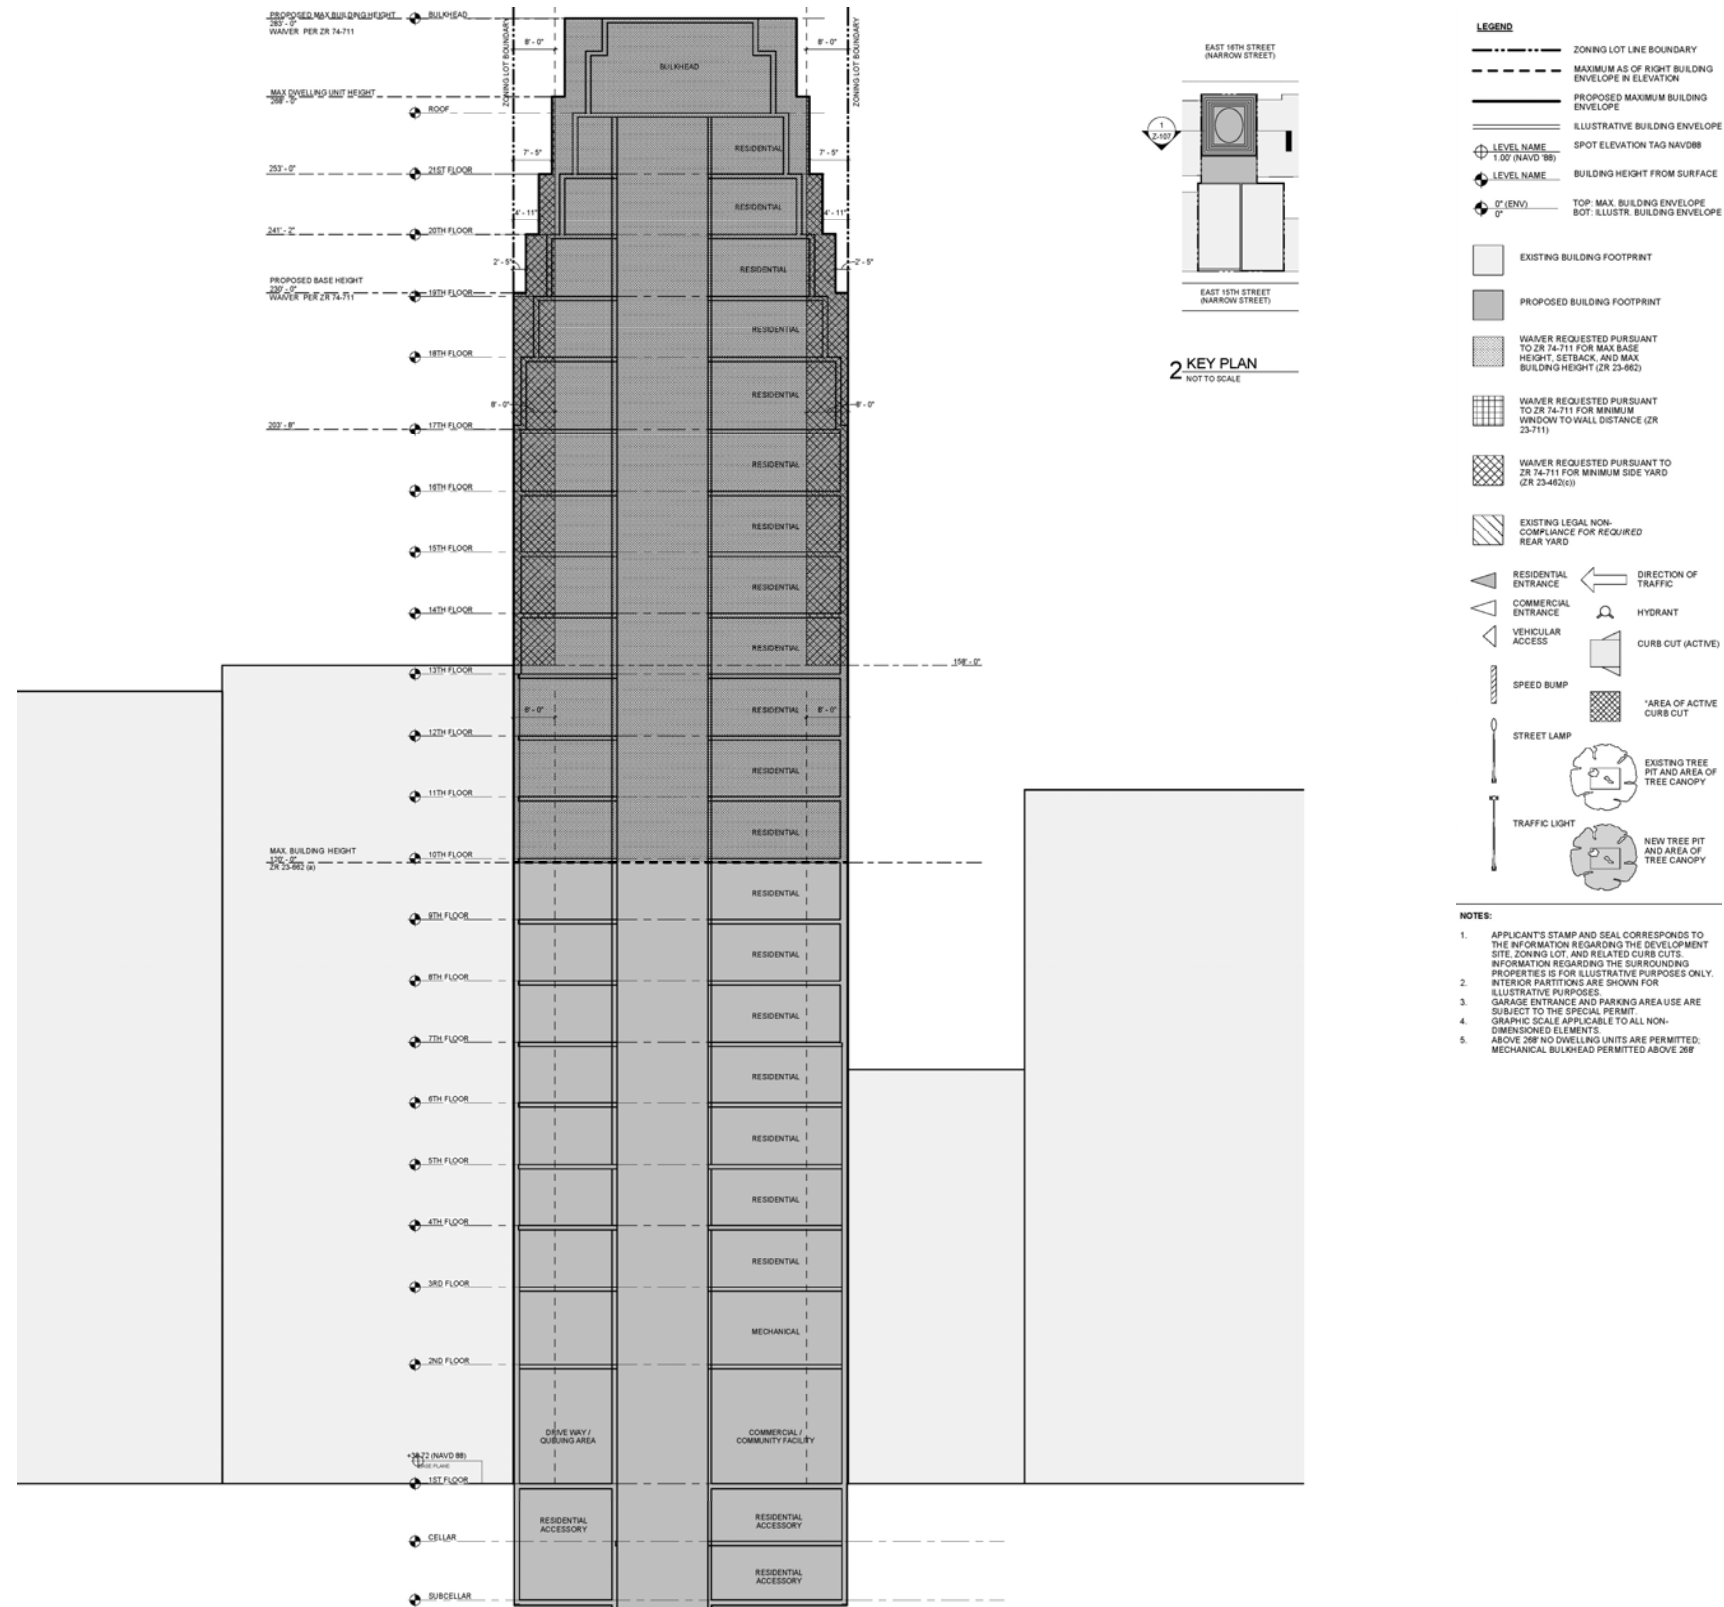 PROPOSED MAX BUILDING HEIGHT
283' - 0"
WAIVER PER ZR 74-711
BULKHEAD
ZONING LOT BOUNDARY
8' - 0"
8' - 0"
ZONING LOT BOUNDARY
BULKHEAD
MAX DWELLING UNIT HEIGHT
268' - 0"
ROOF
RESIDENTIAL
7' - 5"
7' - 5"
253' - 0"
21ST FLOOR
RESIDENTIAL
4' - 11"
4' - 11"
241' - 2"
20TH FLOOR
2' - 5"
RESIDENTIAL
2' - 5"
PROPOSED BASE HEIGHT
230' - 0"
WAIVER PER ZR 74-711
19TH FLOOR
RESIDENTIAL
18TH FLOOR
RESIDENTIAL
8' - 0"
8' - 0"
203' - 8"
17TH FLOOR
RESIDENTIAL
16TH FLOOR
RESIDENTIAL
15TH FLOOR
RESIDENTIAL
14TH FLOOR
RESIDENTIAL
158' - 0"
13TH FLOOR
8' - 0"
RESIDENTIAL
8' - 0"
12TH FLOOR
RESIDENTIAL
11TH FLOOR
RESIDENTIAL
MAX. BUILDING HEIGHT
120' - 0"
ZR 23-662 (a)
10TH FLOOR
RESIDENTIAL
9TH FLOOR
RESIDENTIAL
8TH FLOOR
RESIDENTIAL
7TH FLOOR
RESIDENTIAL
6TH FLOOR
RESIDENTIAL
5TH FLOOR
RESIDENTIAL
4TH FLOOR
RESIDENTIAL
3RD FLOOR
MECHANICAL
2ND FLOOR
DRIVE WAY /
QUEUING AREA
COMMERCIAL /
COMMUNITY FACILITY
(NAVD 88)
BASE PLANE
1ST FLOOR
RESIDENTIAL
ACCESSORY
RESIDENTIAL
ACCESSORY
CELLAR
RESIDENTIAL
ACCESSORY
SUBCELLAR
EAST 16TH STREET
(NARROW STREET)
1
Z-107
EAST 15TH STREET
(NARROW STREET)
2 KEY PLAN
NOT TO SCALE
LEGEND
ZONING LOT LINE BOUNDARY
MAXIMUM AS OF RIGHT BUILDING
ENVELOPE IN ELEVATION
PROPOSED MAXIMUM BUILDING
ENVELOPE
ILLUSTRATIVE BUILDING ENVELOPE
LEVEL NAME
1.00' (NAVD '88)
SPOT ELEVATION TAG NAVD88
LEVEL NAME
BUILDING HEIGHT FROM SURFACE
0" (ENV)
0"
TOP: MAX. BUILDING ENVELOPE
BOT: ILLUSTR. BUILDING ENVELOPE
EXISTING BUILDING FOOTPRINT
PROPOSED BUILDING FOOTPRINT
WAIVER REQUESTED PURSUANT
TO ZR 74-711 FOR MAX BASE
HEIGHT, SETBACK, AND MAX
BUILDING HEIGHT (ZR 23-662)
WAIVER REQUESTED PURSUANT
TO ZR 74-711 FOR MINIMUM
WINDOW TO WALL DISTANCE (ZR
23-711)
WAIVER REQUESTED PURSUANT TO
ZR 74-711 FOR MINIMUM SIDE YARD
(ZR 23-462(c))
EXISTING LEGAL NON-
COMPLIANCE FOR REQUIRED
REAR YARD
RESIDENTIAL
ENTRANCE
DIRECTION OF
TRAFFIC
COMMERCIAL
ENTRANCE
HYDRANT
VEHICULAR
ACCESS
CURB CUT (ACTIVE)
SPEED BUMP
*AREA OF ACTIVE
CURB CUT
STREET LAMP
EXISTING TREE
PIT AND AREA OF
TREE CANOPY
TRAFFIC LIGHT
NEW TREE PIT
AND AREA OF
TREE CANOPY
NOTES:
1. APPLICANT'S STAMP AND SEAL CORRESPONDS TO
THE INFORMATION REGARDING THE DEVELOPMENT
SITE, ZONING LOT, AND RELATED CURB CUTS.
INFORMATION REGARDING THE SURROUNDING
PROPERTIES IS FOR ILLUSTRATIVE PURPOSES ONLY.
2. INTERIOR PARTITIONS ARE SHOWN FOR
ILLUSTRATIVE PURPOSES.
3. GARAGE ENTRANCE AND PARKING AREA USE ARE
SUBJECT TO THE SPECIAL PERMIT.
4. GRAPHIC SCALE APPLICABLE TO ALL NON-
DIMENSIONED ELEMENTS.
5. ABOVE 268' NO DWELLING UNITS ARE PERMITTED;
MECHANICAL BULKHEAD PERMITTED ABOVE 268'